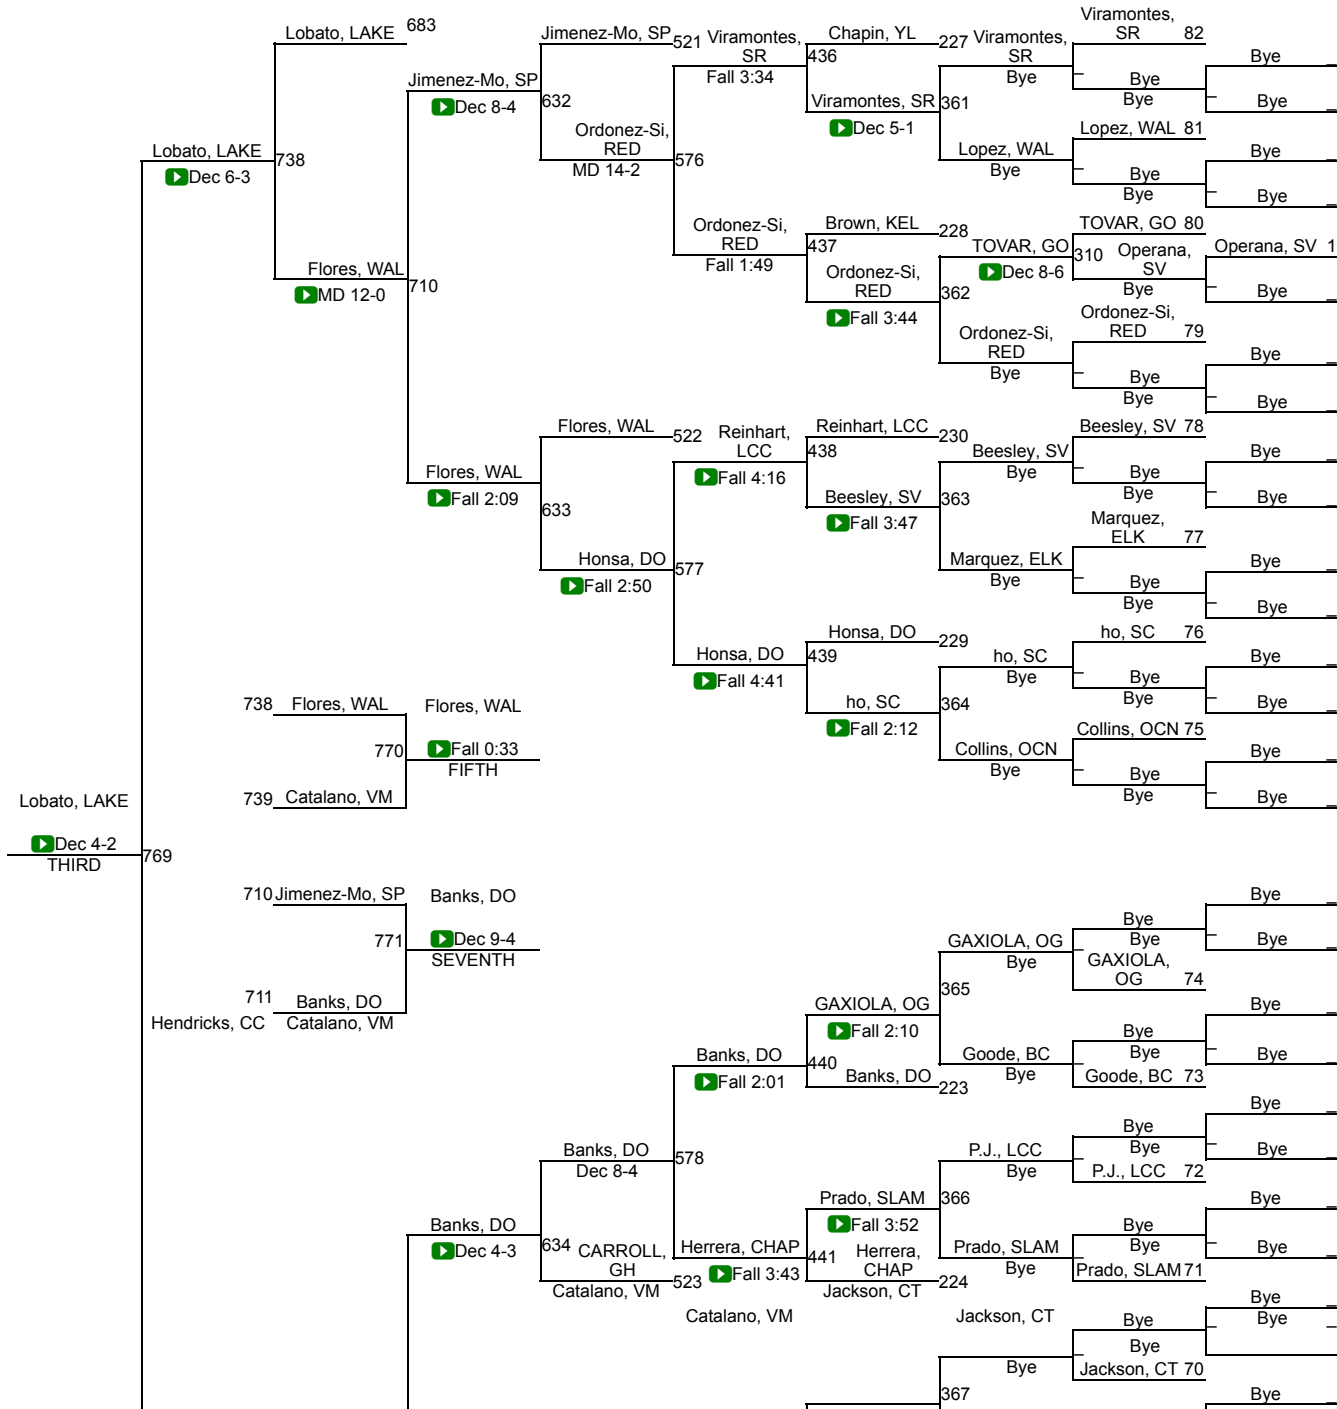 Lobato, LAKE 683
Jimenez-Mo, SP 521
Viramontes,
SR
Fall 3:34
Chapin, YL 227
436
Viramontes,
SR
Bye
Viramontes,
SR 82
Bye
Bye
Bye
Bye
Jimenez-Mo, SP
Dec 8-4
632
Viramontes, SR 361
Dec 5-1
Ordonez-Si,
RED
MD 14-2
576
Lopez, WAL
Bye
Lopez, WAL 81
Bye
Bye
Bye
Bye
Lobato, LAKE
Dec 6-3
738
Ordonez-Si,
RED
Fall 1:49
Brown, KEL 228
437
TOVAR, GO
Dec 8-6
TOVAR, GO 80
310
Operana,
SV
Bye
Operana, SV 1
Bye
Flores, WAL
MD 12-0
710
Ordonez-Si,
RED
Fall 3:44
362
Ordonez-Si,
RED
Bye
Ordonez-Si,
RED 79
Bye
Bye
Bye
Bye
Flores, WAL 522
Reinhart,
LCC
Fall 4:16
Reinhart, LCC 230
438
Beesley, SV
Bye
Beesley, SV 78
Bye
Bye
Bye
Bye
Flores, WAL
Fall 2:09
633
Beesley, SV 363
Fall 3:47
Honsa, DO 577
Fall 2:50
Marquez, ELK
Bye
Marquez,
ELK 77
Bye
Bye
Bye
Bye
Honsa, DO
Fall 4:41
Honsa, DO 229
439
ho, SC
Bye
ho, SC 76
Bye
Bye
Bye
Bye
ho, SC 364
Fall 2:12
Collins, OCN
Bye
Collins, OCN 75
Bye
Bye
Bye
Bye
738 Flores, WAL
Flores, WAL
770
Fall 0:33
FIFTH
739 Catalano, VM
Lobato, LAKE
Dec 4-2
THIRD
769
710 Jimenez-Mo, SP
Banks, DO
771
Dec 9-4
SEVENTH
711 Banks, DO
Hendricks, CC
Catalano, VM
GAXIOLA, OG
Bye
Bye
Bye
GAXIOLA,
OG 74
Bye
Bye
365
GAXIOLA, OG
Fall 2:10
Banks, DO
Fall 2:01
440
Banks, DO
223
Goode, BC
Bye
Bye
Bye
Goode, BC 73
Bye
Bye
Banks, DO
Dec 8-4
578
P.J., LCC
Bye
Bye
Bye
P.J., LCC 72
Bye
Bye
Banks, DO
Dec 4-3
634
CARROLL,
GH
523
Catalano, VM
Herrera, CHAP
Fall 3:43
Prado, SLAM 366
Fall 3:52
441
Herrera,
CHAP
224
Jackson, CT
Prado, SLAM
Bye
Bye
Bye
Prado, SLAM 71
Bye
Bye
Catalano, VM
Jackson, CT
Bye
Bye
Bye
Jackson, CT 70
Bye
Bye
367
Bye